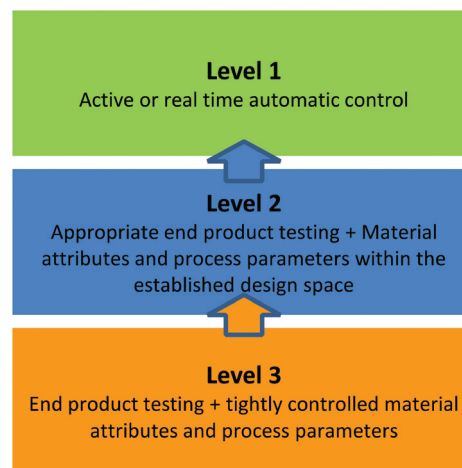 Level 1
Active or real time automatic control
Level 2
Appropriate end product testing + Material
attributes and process parameters within the
established design space
Level 3
End product testing + tightly controlled material
attributes and process parameters